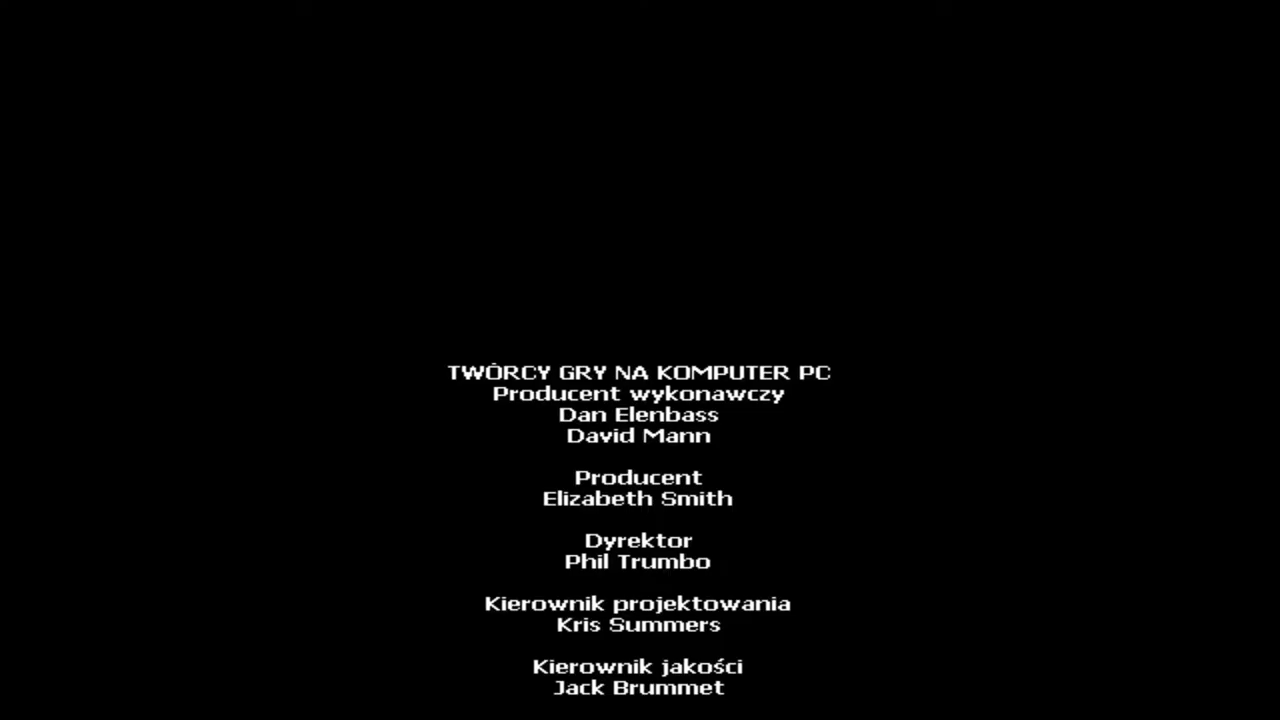 TWÓRCY GRY NA KOMPUTER PC
Producent wykonawczy
Dan Elenbass
David Mann
Producent
Elizabeth Smith
Dyrektor
Phil Trumbo
Kierownik projektowania
Kris Summers
Kierownik jakości
Jack Brummet